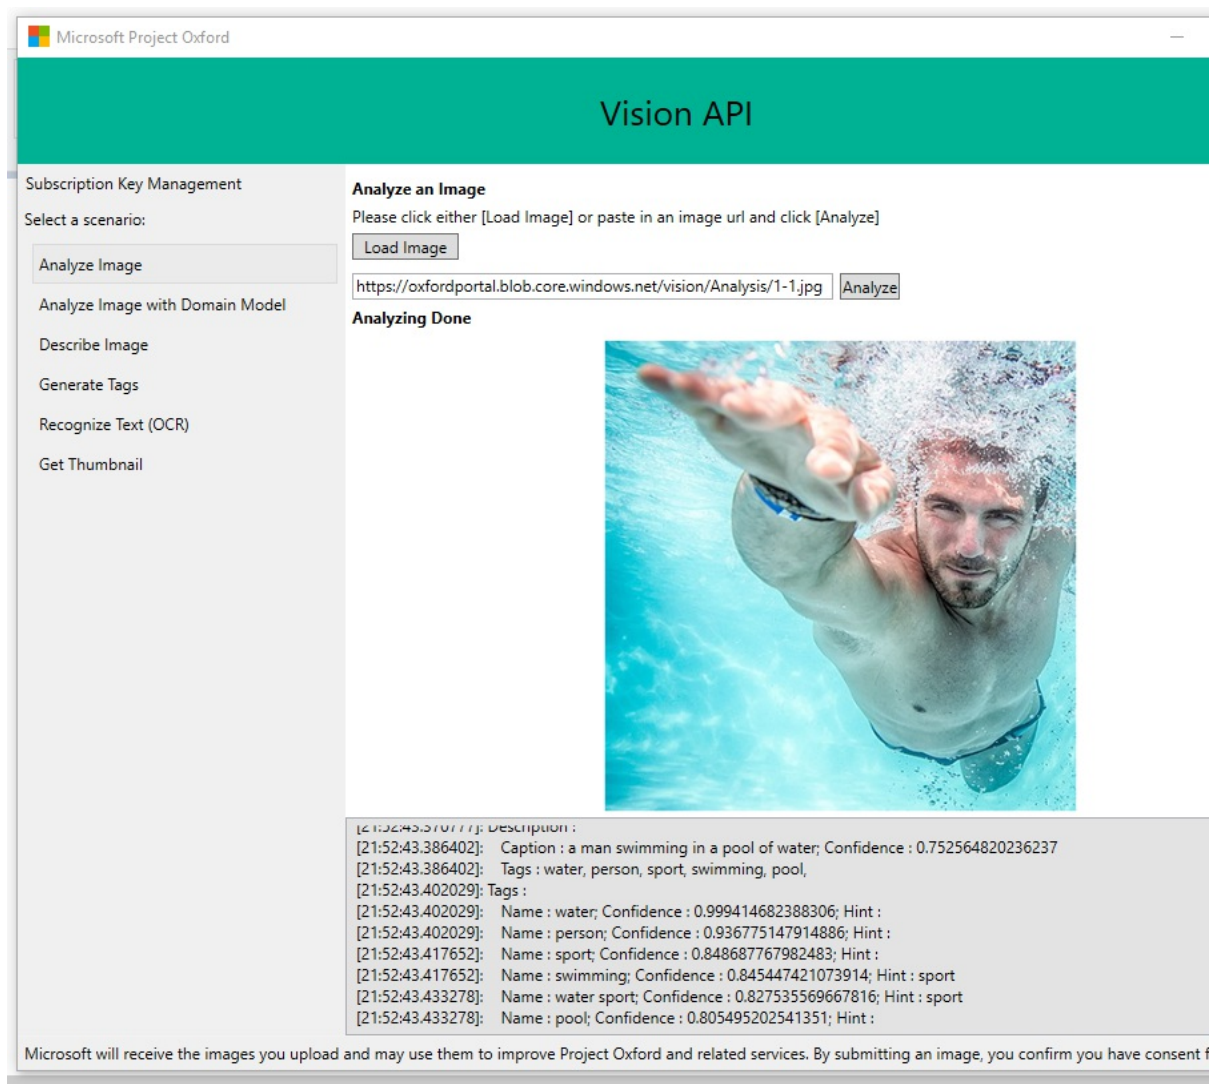 Microsoft Project Oxford
Vision API
Subscription Key Management
Select a scenario:
Analyze Image
Analyze Image with Domain Model
Describe Image
Generate Tags
Recognize Text (OCR)
Get Thumbnail
Analyze an Image
Please click either [Load Image] or paste in an image url and click [Analyze]
Load Image
https://oxfordportal.blob.core.windows.net/vision/Analysis/1-1.jpg Analyze
Analyzing Done
[21:52:43.370777]: Description :
[21:52:43.386402]: Caption : a man swimming in a pool of water; Confidence : 0.752564820236237
[21:52:43.386402]: Tags : water, person, sport, swimming, pool,
[21:52:43.402029]: Tags :
[21:52:43.402029]: Name : water; Confidence : 0.999414682388306; Hint :
[21:52:43.402029]: Name : person; Confidence : 0.936775147914886; Hint :
[21:52:43.417652]: Name : sport; Confidence : 0.848687767982483; Hint :
[21:52:43.417652]: Name : swimming; Confidence : 0.845447421073914; Hint : sport
[21:52:43.433278]: Name : water sport; Confidence : 0.827535569667816; Hint : sport
[21:52:43.433278]: Name : pool; Confidence : 0.805495202541351; Hint :
Microsoft will receive the images you upload and may use them to improve Project Oxford and related services. By submitting an image, you confirm you have consent f